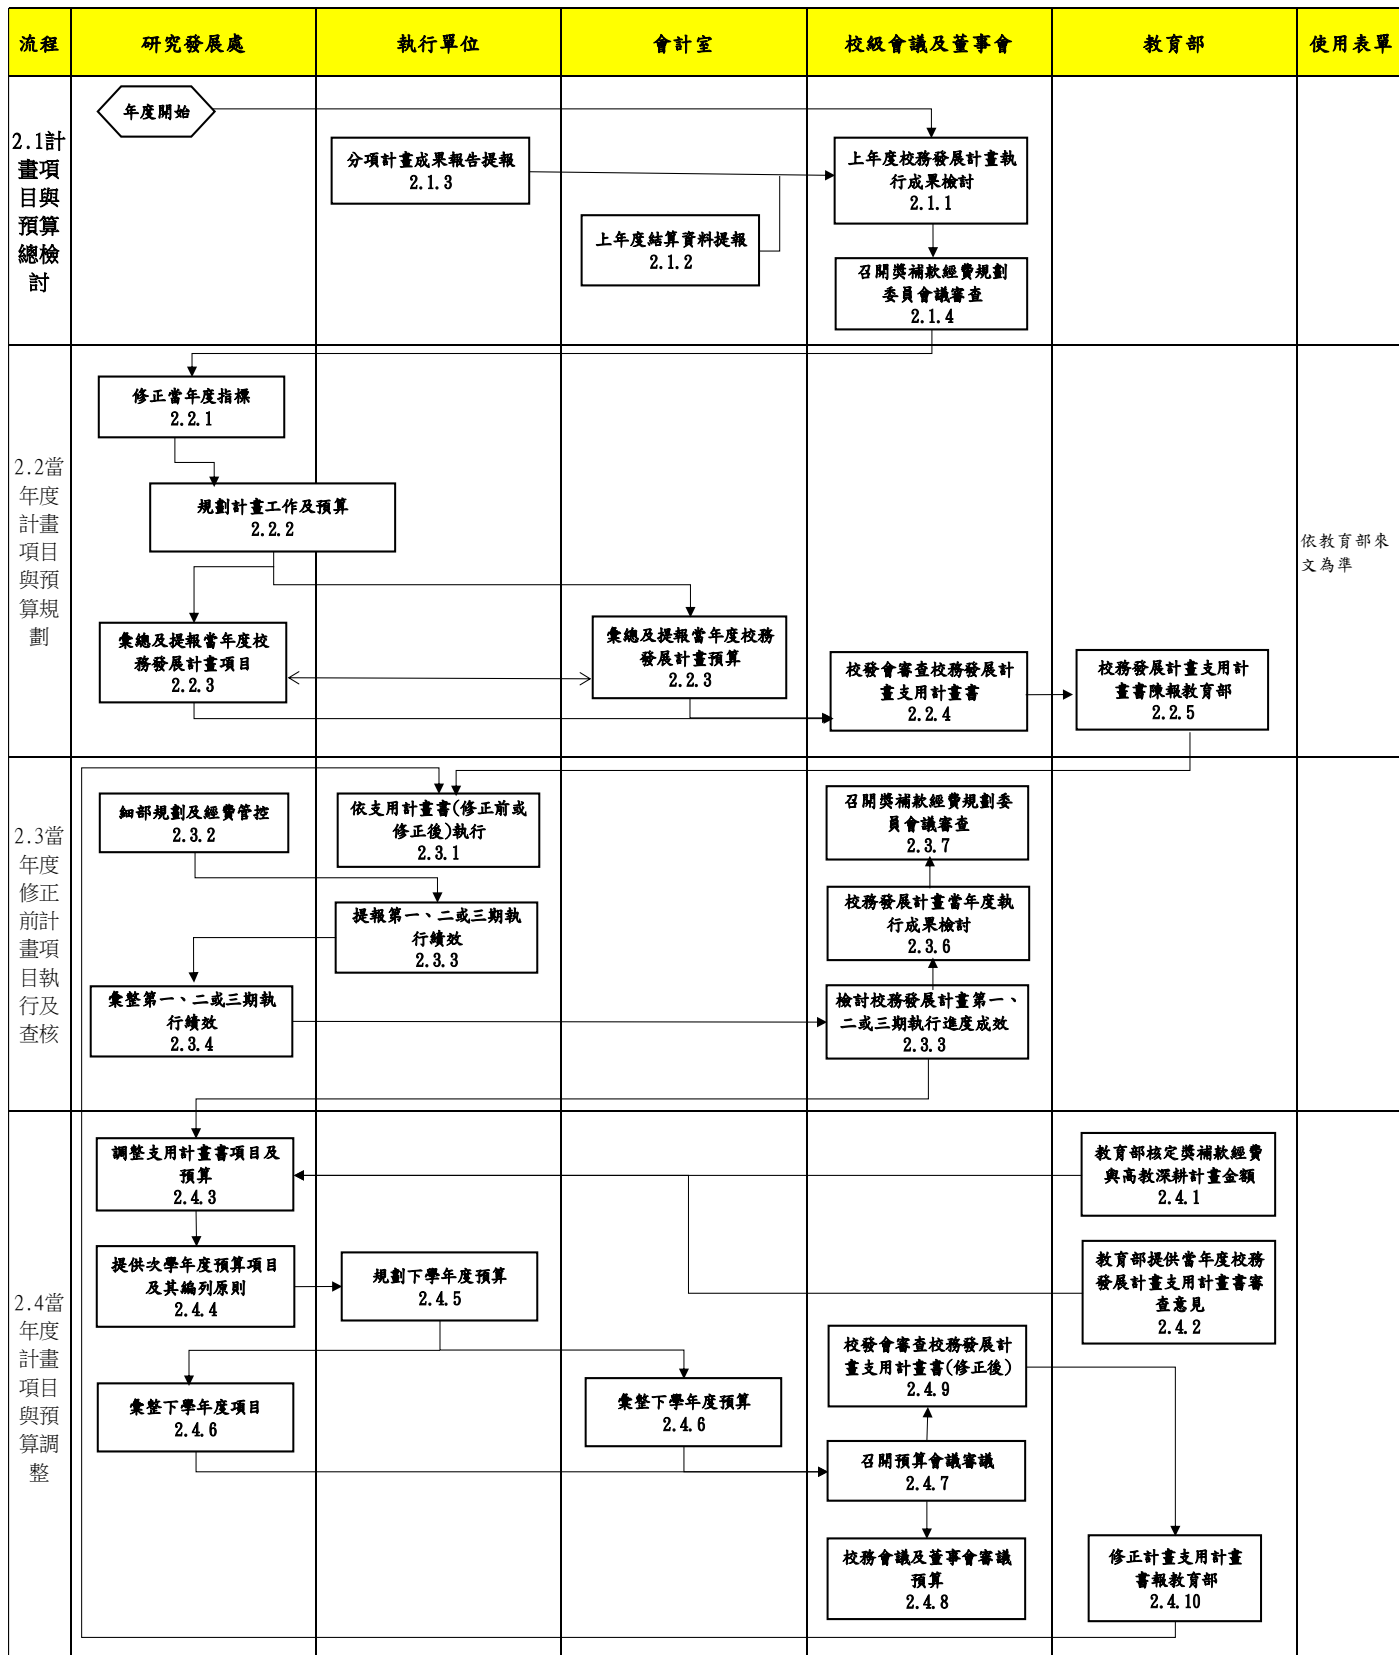 流程
研究發展處
執行單位
會計室
校級會議及董事會
教育部
使用表單
2.1計
畫項
目與
預算
總檢
討
年度開始
分項計畫成果報告提報
2.1.3
上年度結算資料提報
2.1.2
上年度校務發展計畫執
行成果檢討
2.1.1
召開獎補款經費規劃
委員會議審查
2.1.4
2.2當
年度
計畫
項目
與預
算規
劃
修正當年度指標
2.2.1
規劃計畫工作及預算
2.2.2
彙總及提報當年度校
務發展計畫項目
2.2.3
彙總及提報當年度校務
發展計畫預算
2.2.3
校發會審查校務發展計
畫支用計畫書
2.2.4
校務發展計畫支用計
畫書陳報教育部
2.2.5
依教育部來
文為準
2.3當
年度
修正
前計
畫項
目執
行及
查核
細部規劃及經費管控
2.3.2
依支用計畫書(修正前或
修正後)執行
2.3.1
提報第一、二或三期執
行績效
2.3.3
彙整第一、二或三期執
行績效
2.3.4
召開獎補款經費規劃委
員會議審查
2.3.7
校務發展計畫當年度執
行成果檢討
2.3.6
檢討校務發展計畫第一、
二或三期執行進度成效
2.3.3
2.4當
年度
計畫
項目
與預
算調
整
調整支用計畫書項目及
預算
2.4.3
提供次學年度預算項目
及其編列原則
2.4.4
規劃下學年度預算
2.4.5
彙整下學年度項目
2.4.6
彙整下學年度預算
2.4.6
校發會審查校務發展計
畫支用計畫書(修正後)
2.4.9
召開預算會議審議
2.4.7
校務會議及董事會審議
預算
2.4.8
教育部核定獎補款經費
與高教深耕計畫金額
2.4.1
教育部提供當年度校務
發展計畫支用計畫書審
查意見
2.4.2
修正計畫支用計畫
書報教育部
2.4.10